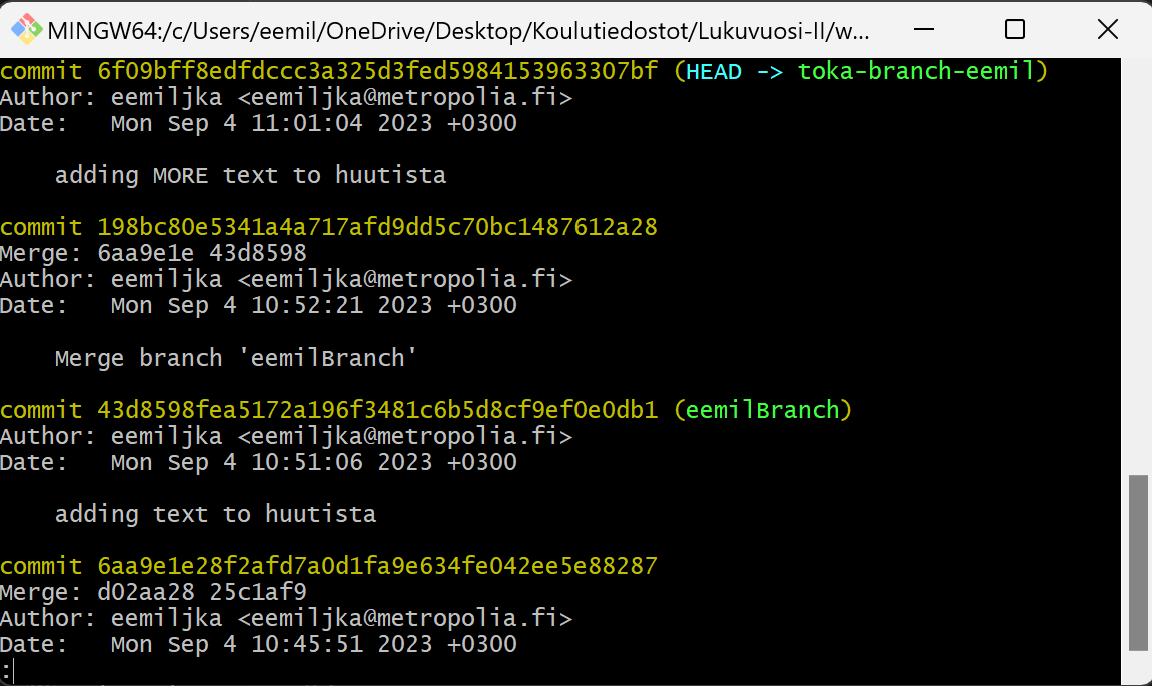 MINGW64:/c/Users/eemil/OneDrive/Desktop/Koulutiedostot/Lukuvuosi-II/w...
commit 6f09bff8edfdccc3a325d3fed5984153963307bf (HEAD -> toka-branch-eemil)
Author: eemiljka <eemiljka@metropolia.fi>
Date:   Mon Sep 4 11:01:04 2023 +0300
    adding MORE text to huutista
commit 198bc80e5341a4a717afd9dd5c70bc1487612a28
Merge: 6aa9e1e 43d8598
Author: eemiljka <eemiljka@metropolia.fi>
Date:   Mon Sep 4 10:52:21 2023 +0300
    Merge branch 'eemilBranch'
commit 43d8598fea5172a196f3481c6b5d8cf9ef0e0db1 (eemilBranch)
Author: eemiljka <eemiljka@metropolia.fi>
Date:   Mon Sep 4 10:51:06 2023 +0300
    adding text to huutista
commit 6aa9e1e28f2afd7a0d1fa9e634fe042ee5e88287
Merge: d02aa28 25c1af9
Author: eemiljka <eemiljka@metropolia.fi>
Date:   Mon Sep 4 10:45:51 2023 +0300
: